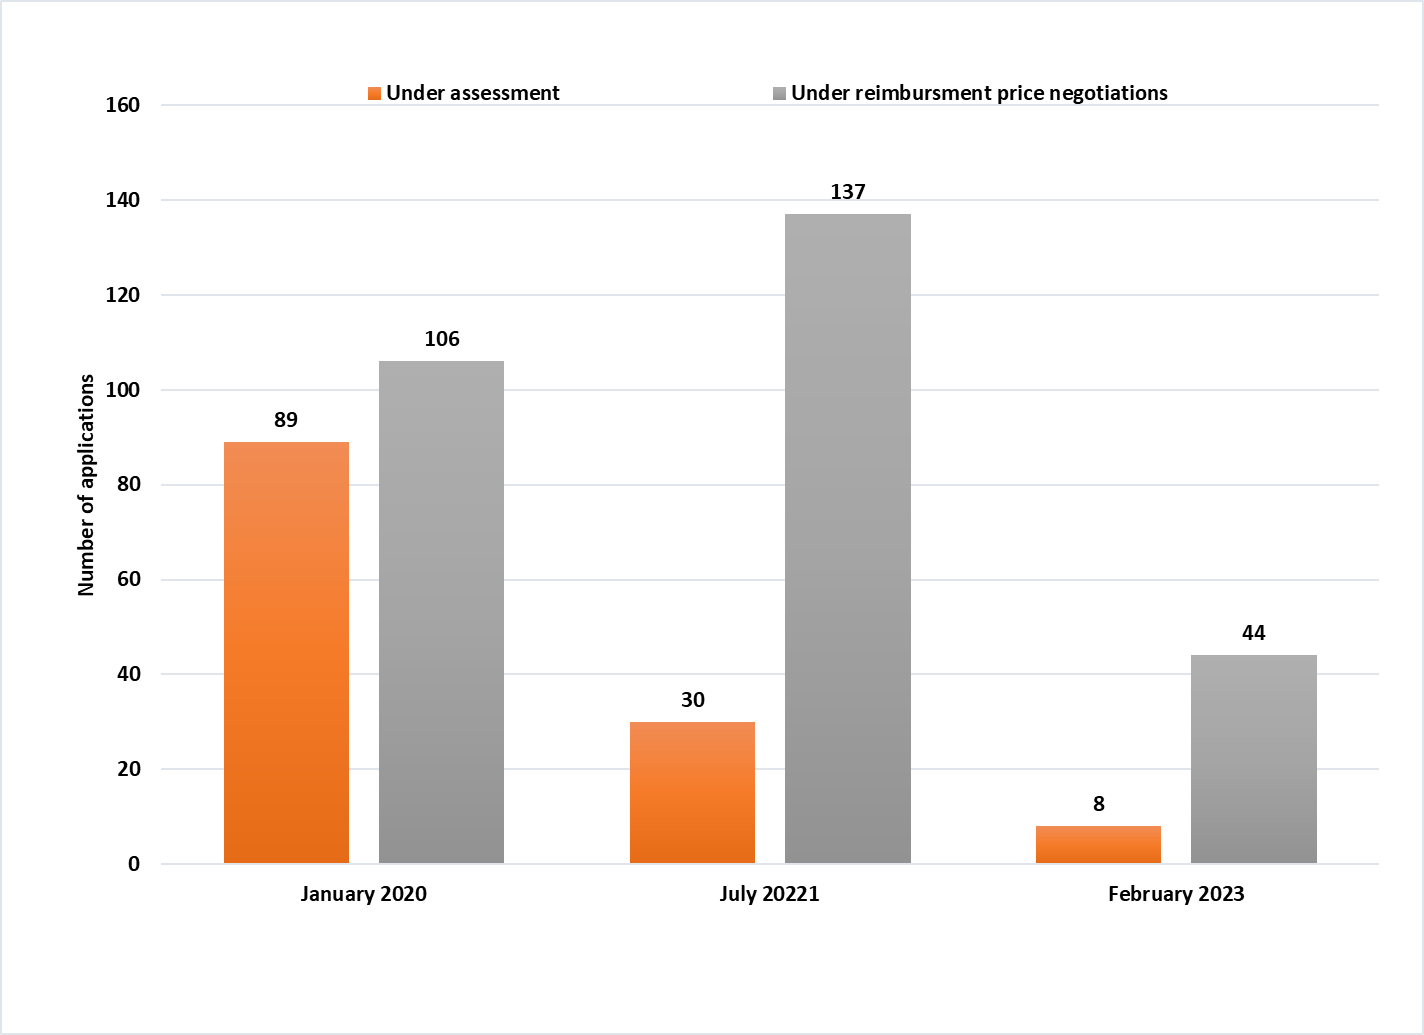 Under assessment
Under reimbursment price negotiations
160
140
120
100
80
60
40
20
0
Number of applications
89
106
30
137
8
44
January 2020
July 20221
February 2023